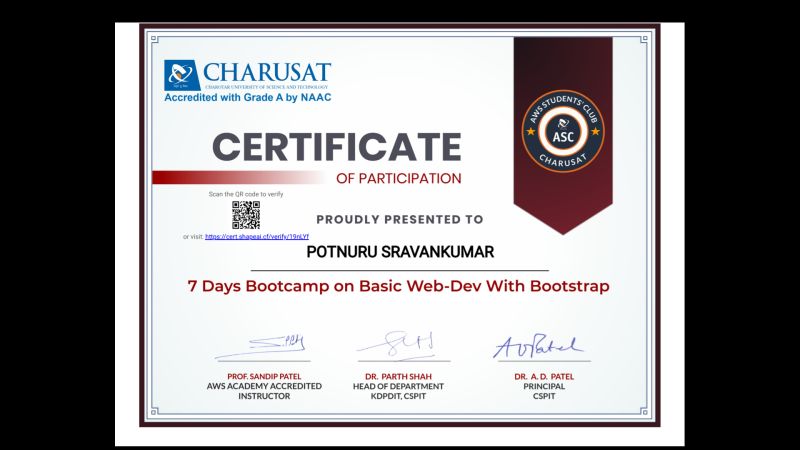 CHARUSAT
CHAROTAR UNIVERSITY OF SCIENCE AND TECHNOLOGY
Accredited with Grade A by NAAC
AWS STUDENTS' CLUB
ASC
CHARUSAT
CERTIFICATE
OF PARTICIPATION
Scan the QR code to verify
or visit: https://cert.shapeai.cf/verify/19nLYf
PROUDLY PRESENTED TO
POTNURU SRAVANKUMAR
7 Days Bootcamp on Basic Web-Dev With Bootstrap
A D Patel
PROF. SANDIP PATEL
AWS ACADEMY ACCREDITED
INSTRUCTOR
DR. PARTH SHAH
HEAD OF DEPARTMENT
KDPDIT, CSPIT
DR. A. D. PATEL
PRINCIPAL
CSPIT